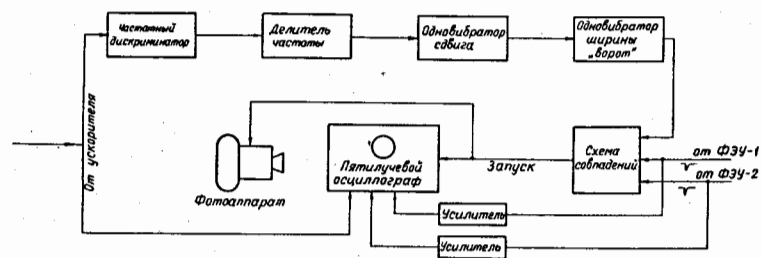 Частотный
дискриминатор
Делитель
частоты
Одновибратор
сдвига
Одновибратор
ширины
„ворот"
От ускорителя
Фотоаппарат
Пятилучевой
осциллограф
Запуск
Схема
совпадений
от ФЭУ-1
от ФЭУ-2
Усилитель
Усилитель